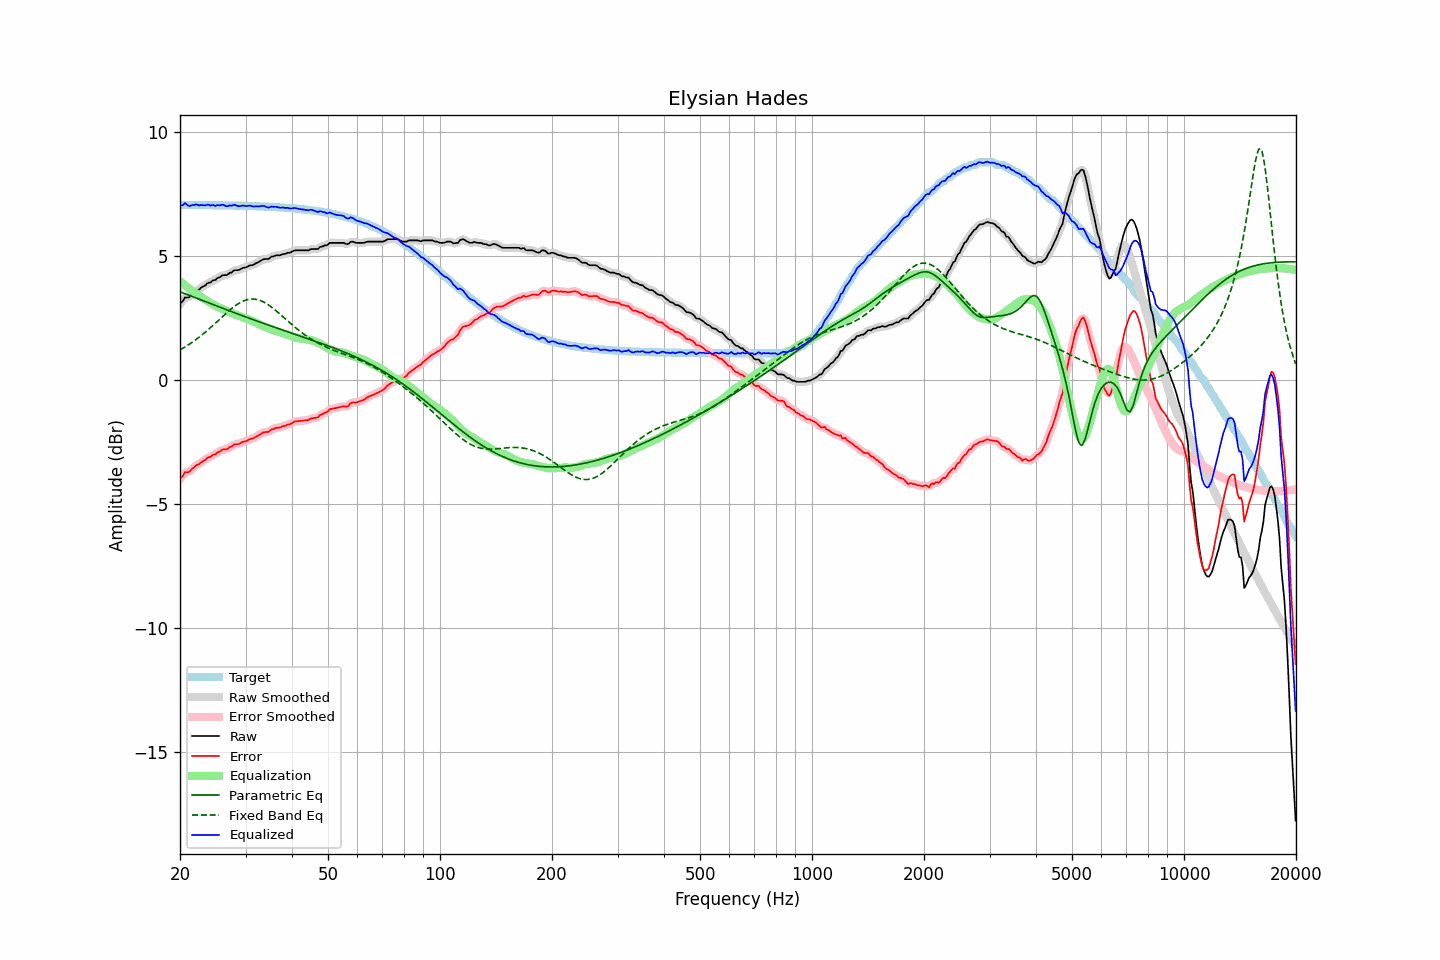 Elysian Hades
10
5
0
−5
−10
−15
Amplitude (dBr)
Target
Raw Smoothed
Error Smoothed
Raw
Error
Equalization
Parametric Eq
Fixed Band Eq
Equalized
20 50 100 200 500 1000 2000 5000 10000 20000
Frequency (Hz)